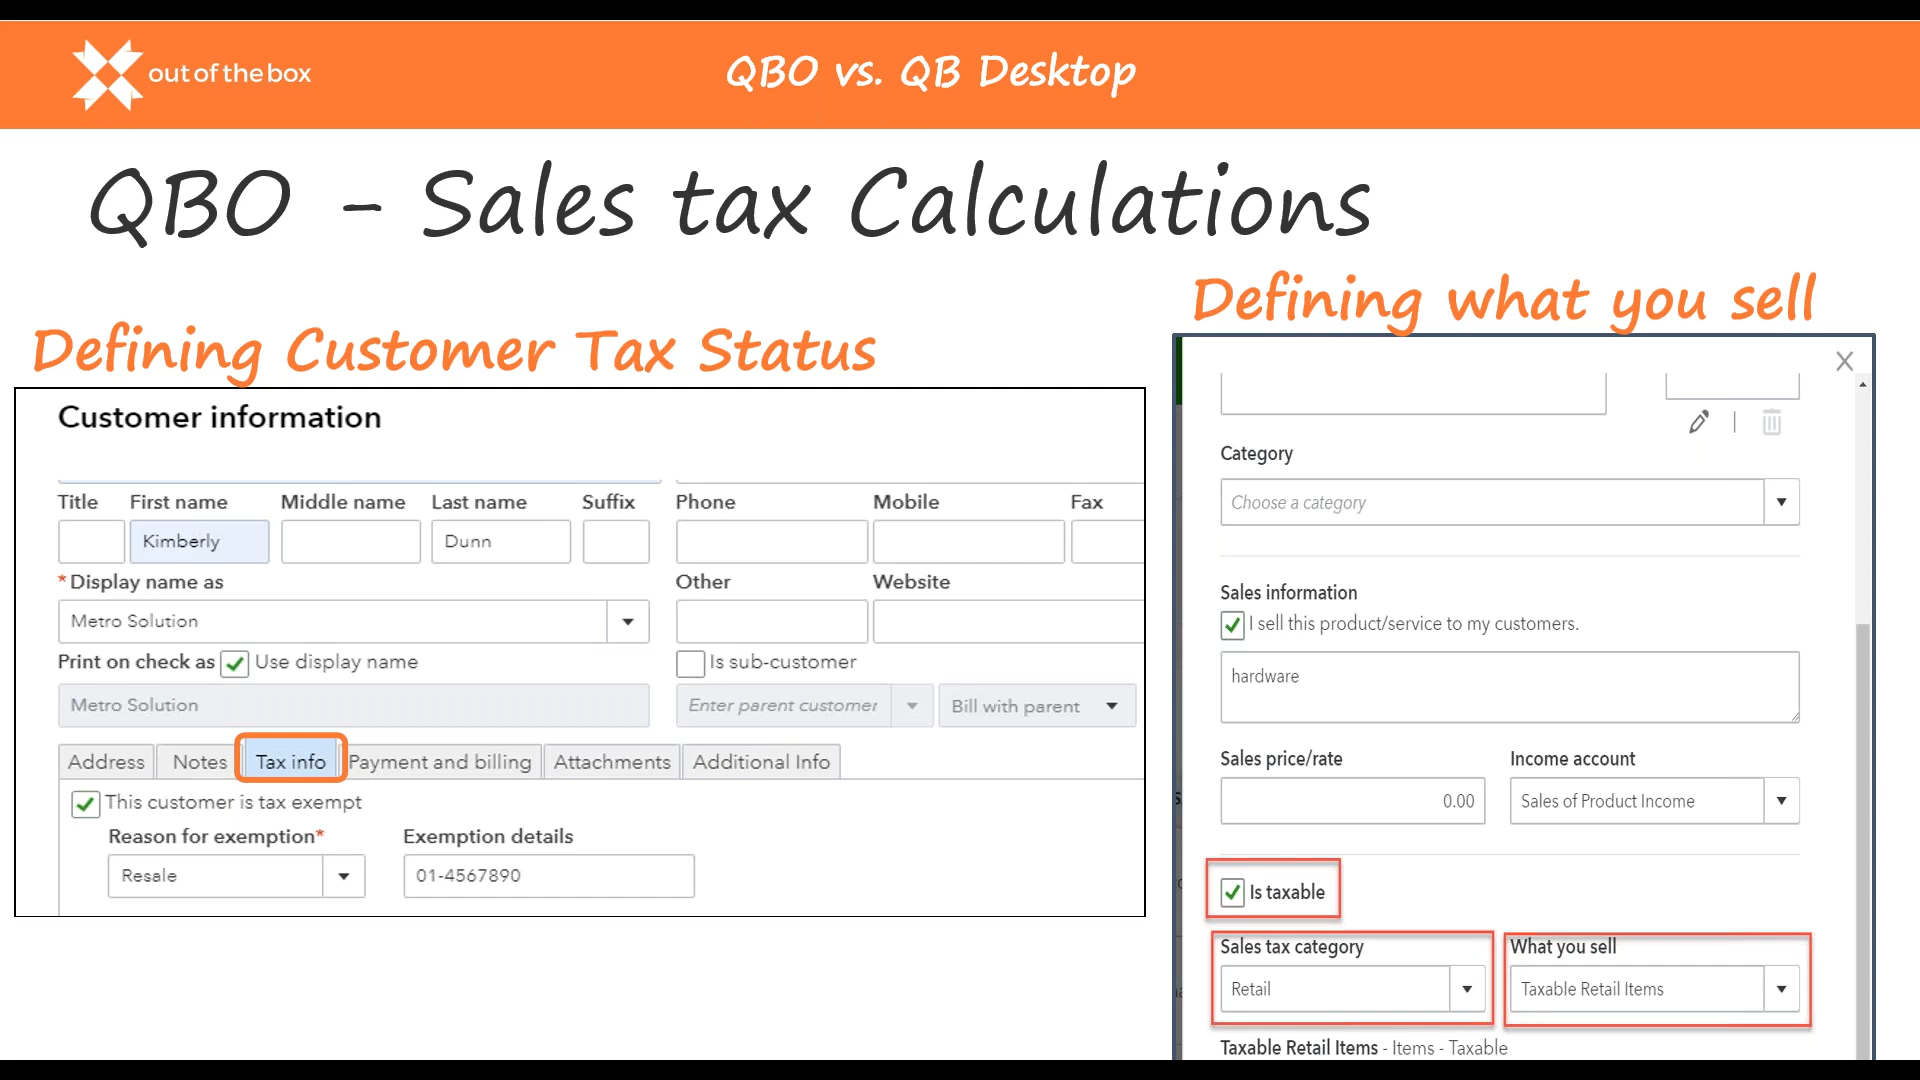 out of the box
QBO vs. QB Desktop
QBO - Sales tax Calculations
Defining Customer Tax Status
Customer information
Title First name Middle name Last name Suffix Phone Mobile Fax
Kimberly Dunn
*Display name as Other Website
Metro Solution
Print on check as Use display name Is sub-customer
Metro Solution Enter parent customer Bill with parent
Address Notes Tax info Payment and billing Attachments Additional Info
This customer is tax exempt
Reason for exemption* Exemption details
Resale 01-4567890
Defining what you sell
X
Category
Choose a category
Sales information
I sell this product/service to my customers.
hardware
Sales price/rate Income account
0.00 Sales of Product Income
Is taxable
Sales tax category What you sell
Retail Taxable Retail Items
Taxable Retail Items - Items - Taxable